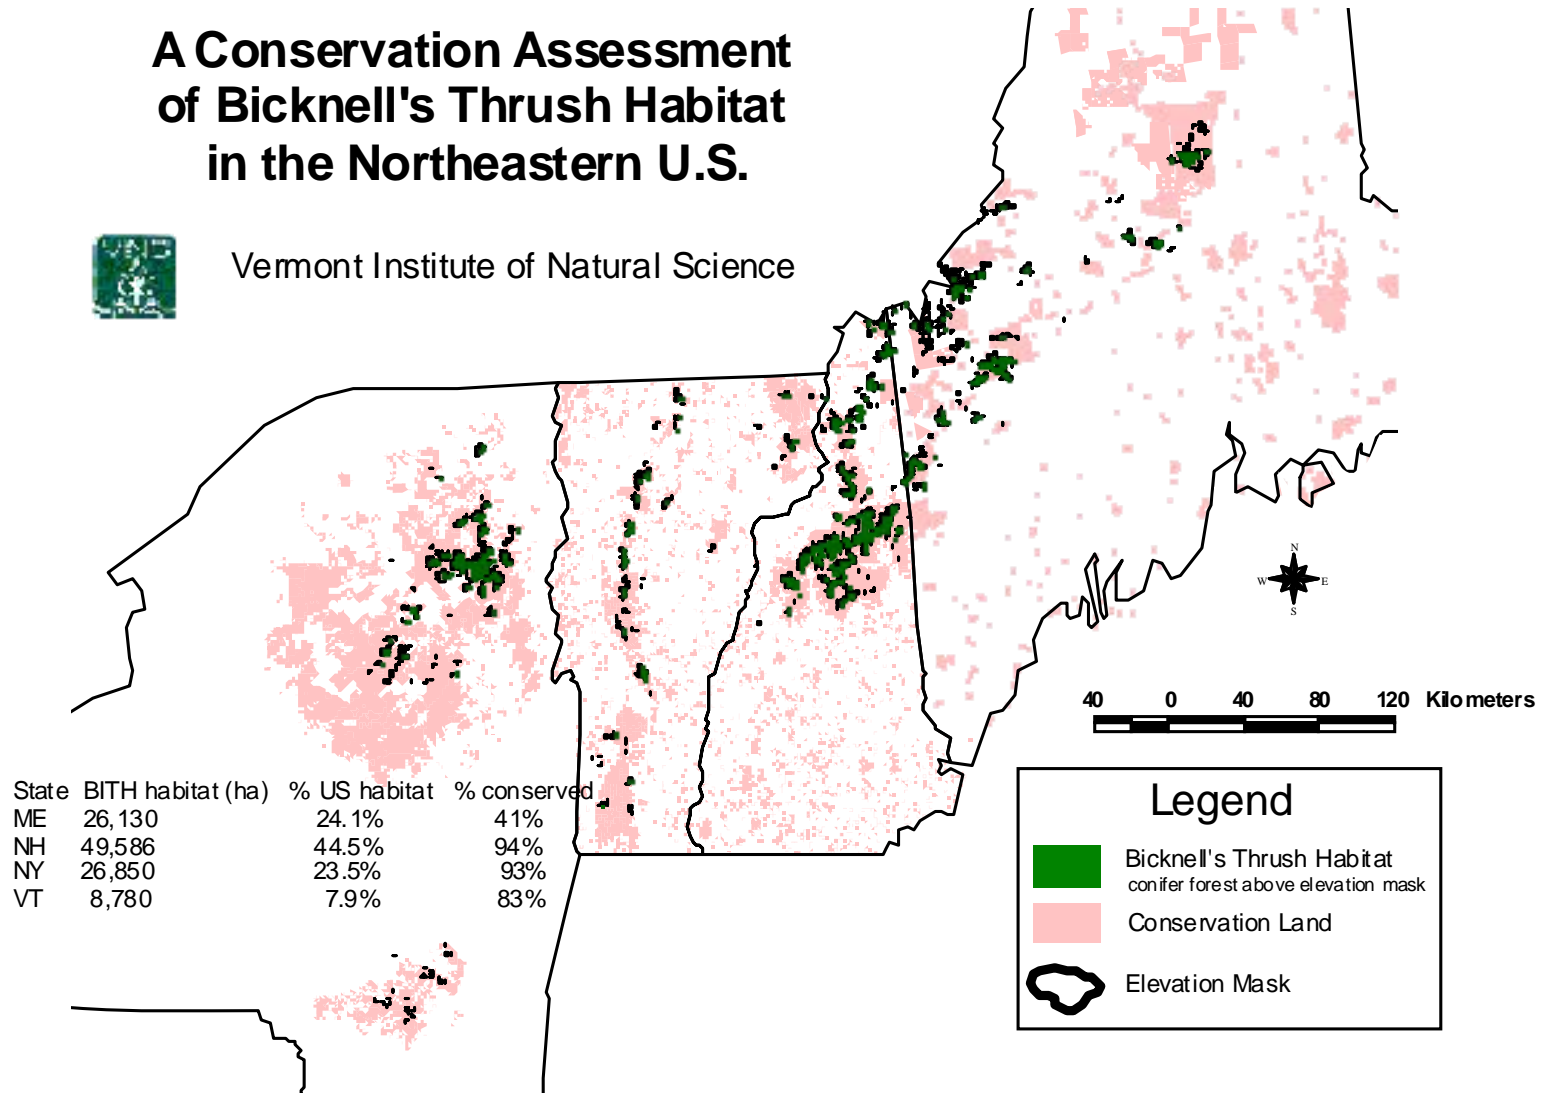 A Conservation Assessment
of Bicknell's Thrush Habitat
in the Northeastern U.S.
Vermont Institute of Natural Science
N
W E
S
40 0 40 80 120 Kilometers
State BITH habitat (ha) % US habitat % conserved
ME 26,130 24.1% 41%
NH 49,586 44.5% 94%
NY 26,850 23.5% 93%
VT 8,780 7.9% 83%
Legend
Bicknell's Thrush Habitat
conifer forest above elevation mask
Conservation Land
Elevation Mask